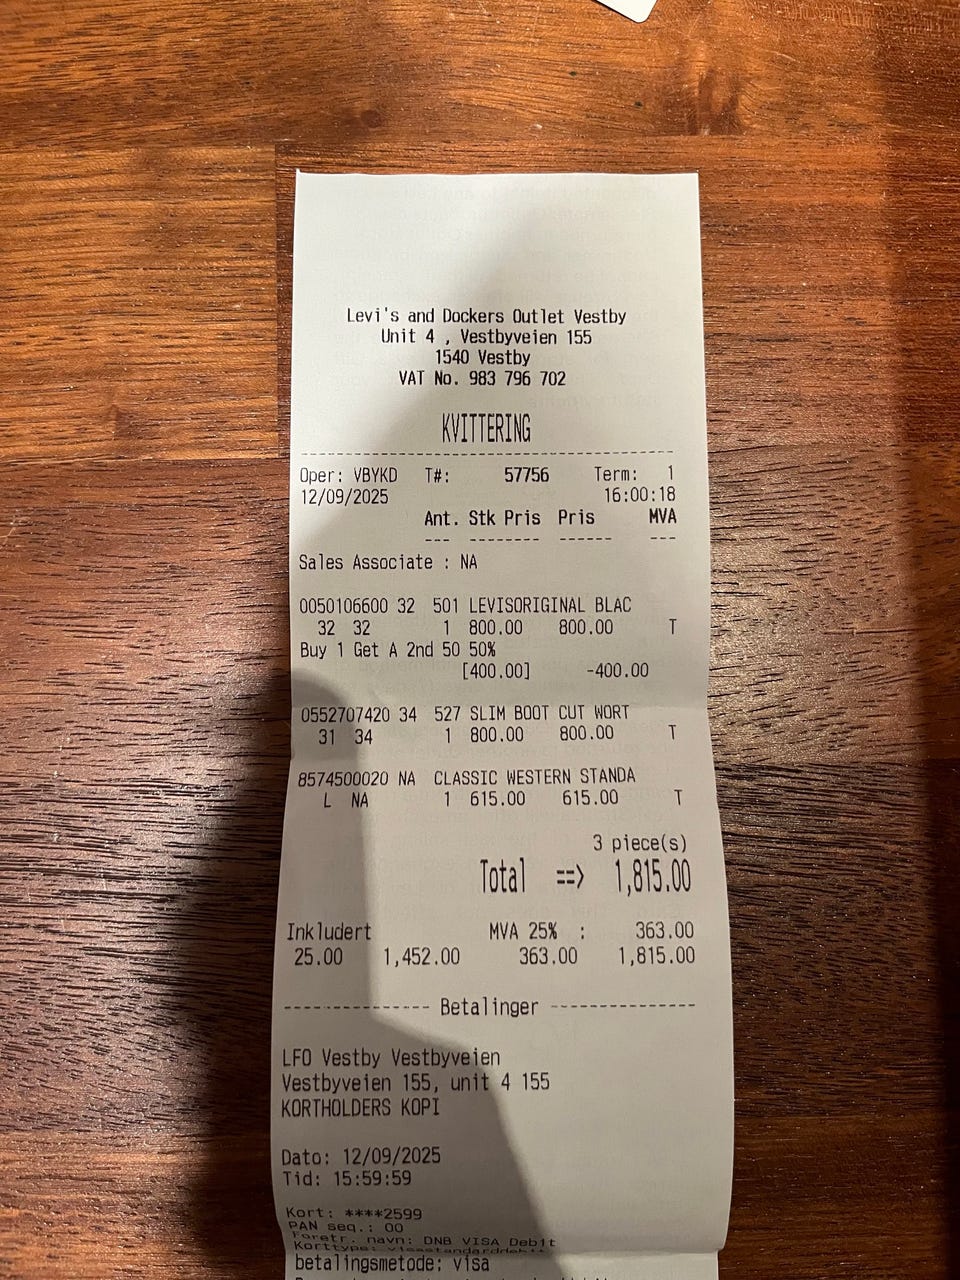 Levi's and Dockers Outlet Vestby
Unit 4 , Vestbyveien 155
1540 Vestby
VAT No. 983 796 702
KVITTERING
Oper: VBYKD T#: 57756 Term: 1
12/09/2025 16:00:18
Ant. Stk Pris Pris MVA
Sales Associate : NA
0050106600 32 501 LEVISORIGINAL BLAC
32 32 1 800.00 800.00 T
Buy 1 Get A 2nd 50 50%
[400.00] -400.00
0552707420 34 527 SLIM BOOT CUT WORT
31 34 1 800.00 800.00 T
8574500020 NA CLASSIC WESTERN STANDA
L NA 1 615.00 615.00 T
3 piece(s)
Total ==> 1,815.00
Inkludert MVA 25% : 363.00
25.00 1,452.00 363.00 1,815.00
Betalinger
LFO Vestby Vestbyveien
Vestbyveien 155, unit 4 155
KORTHOLDERS KOPI
Dato: 12/09/2025
Tid: 15:59:59
Kort: ****2599
PAN seq.: 00
Foretr. navn: DNB VISA Debit
Korttype: visastandarddebit
betalingsmetode: visa